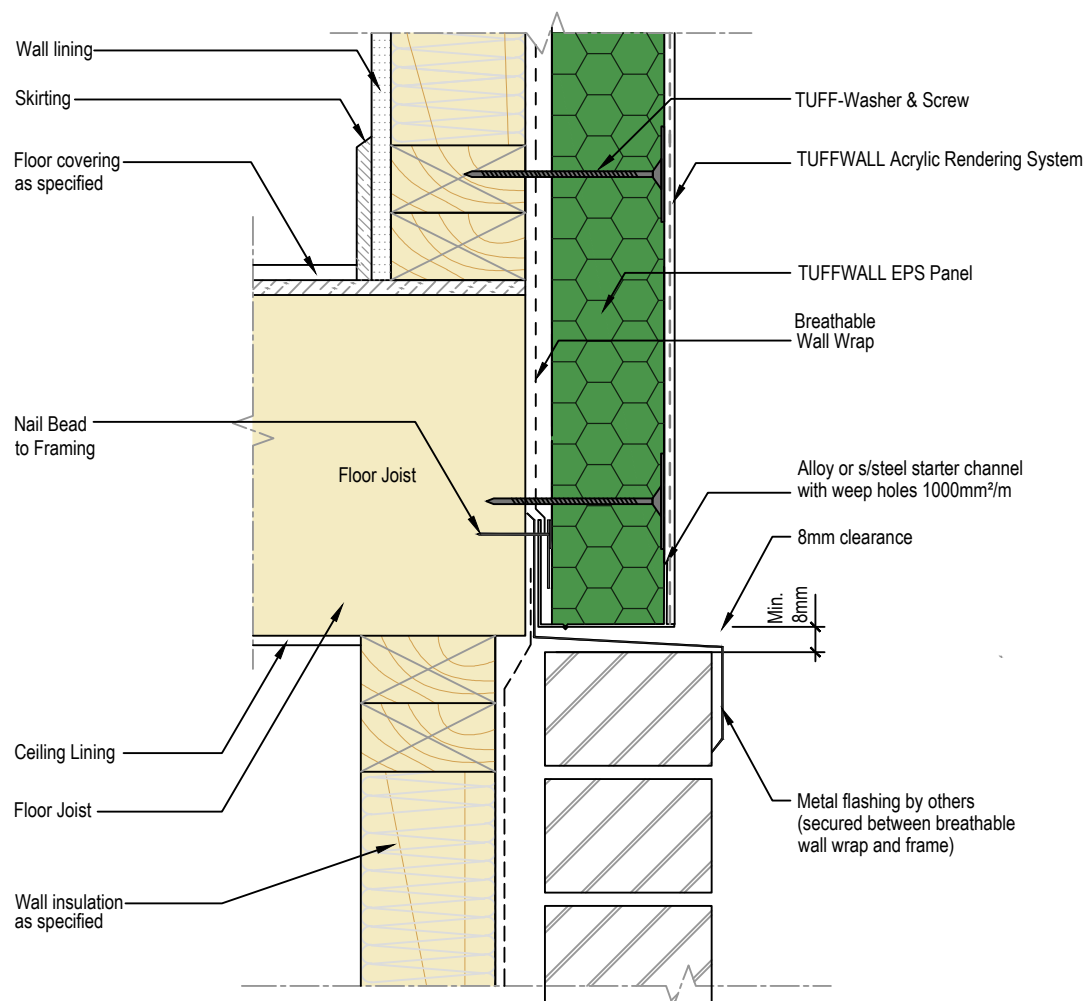 Wall lining
Skirting
Floor covering
as specified
Nail Bead
to Framing
Floor Joist
Ceiling Lining
Floor Joist
Wall insulation
as specified
TUFF-Washer & Screw
TUFFWALL Acrylic Rendering System
TUFFWALL EPS Panel
Breathable
Wall Wrap
Alloy or s/steel starter channel
with weep holes 1000mm²/m
8mm clearance
Min.
8mm
Metal flashing by others
(secured between breathable
wall wrap and frame)